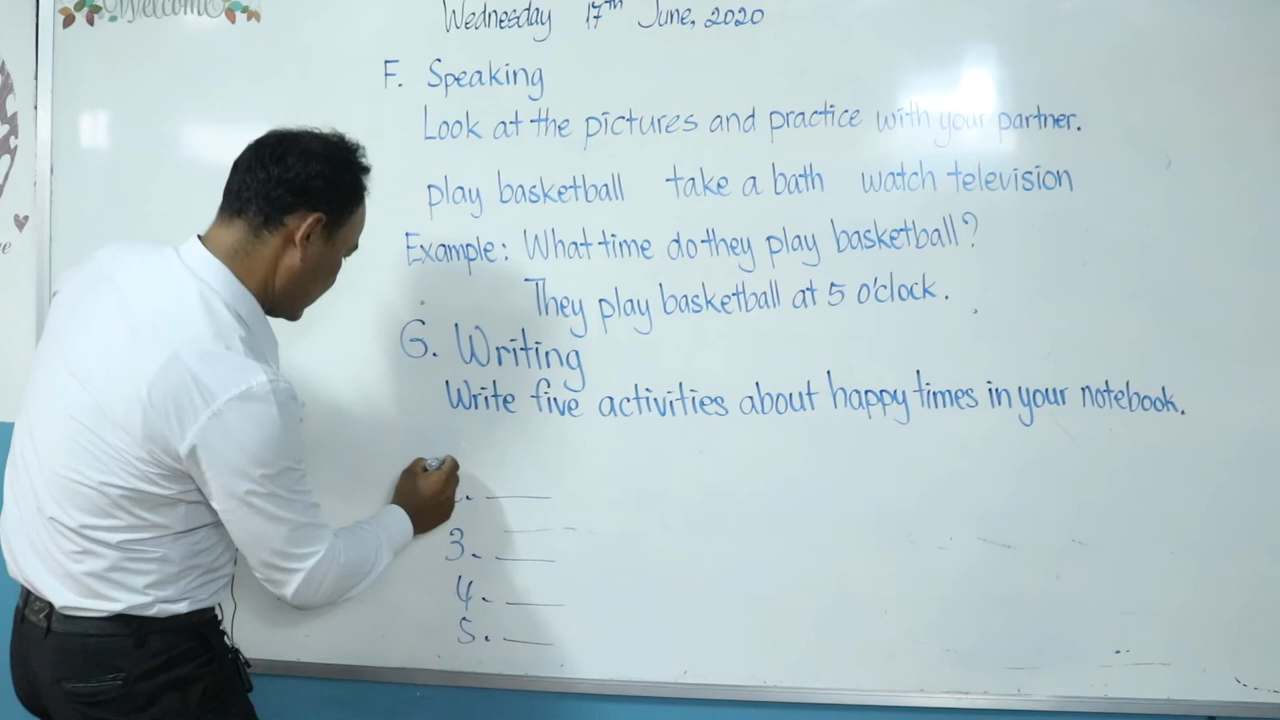 Welcome
Wednesday 17th June, 2020
F. Speaking
Look at the pictures and practice with your partner.
play basketball take a bath watch television
Example: What time do they play basketball?
They play basketball at 5 o'clock.
G. Writing
Write five activities about happy times in your notebook.
3.
4.
5.